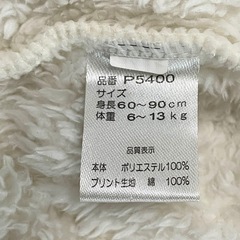 品番 P5400
サイズ
身長60〜90cm
体重 6〜13kg
品質表示
本体 ポリエステル100%
プリント生地 綿 100%